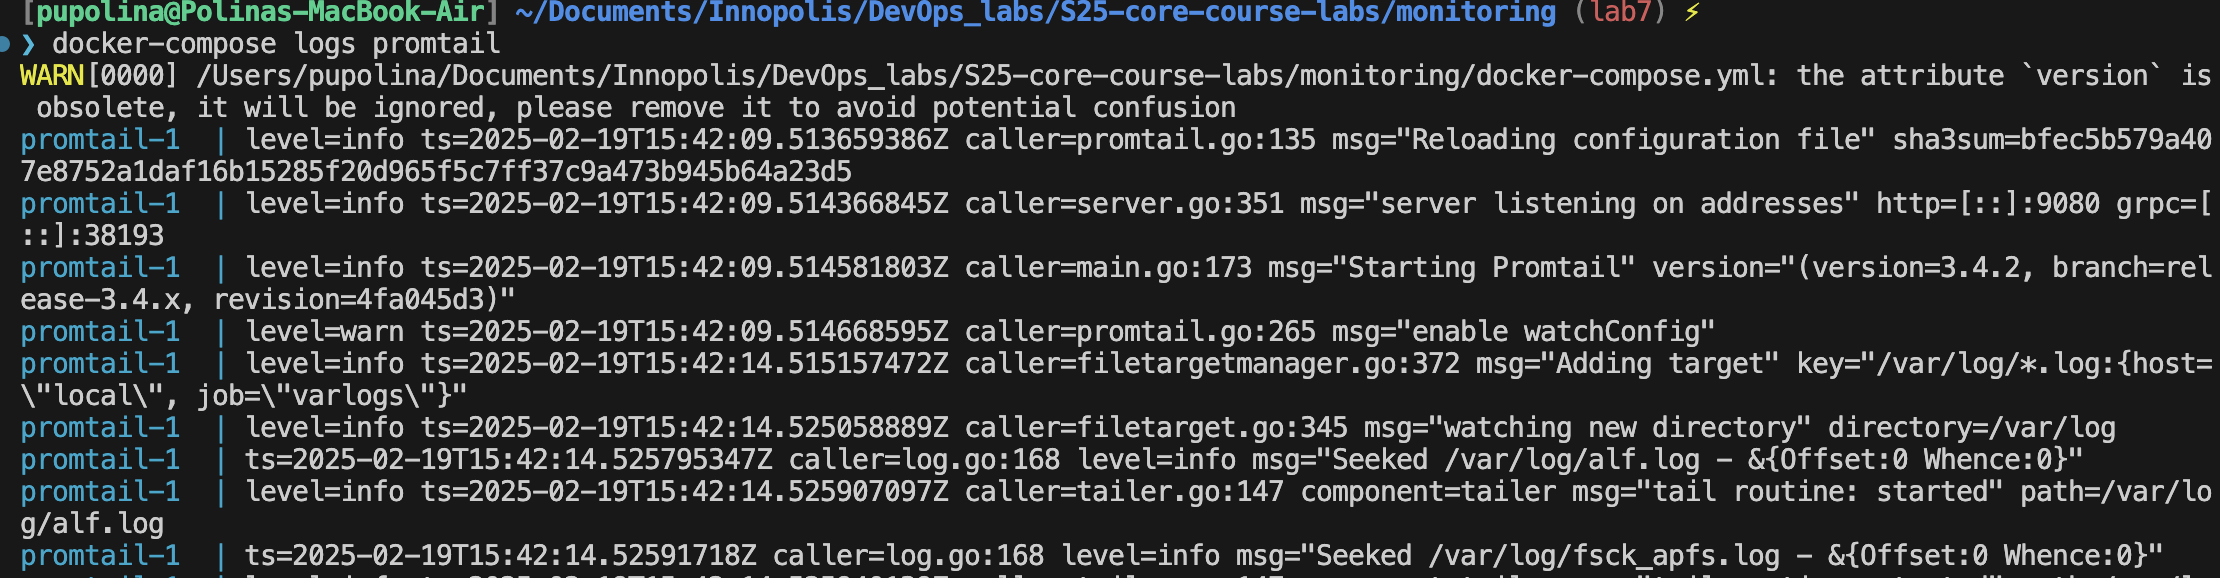 [pupolina@Polinas-MacBook-Air] ~/Documents/Innopolis/DevOps_labs/S25-core-course-labs/monitoring (lab7) ⚡
❯ docker-compose logs promtail
WARN[0000] /Users/pupolina/Documents/Innopolis/DevOps_labs/S25-core-course-labs/monitoring/docker-compose.yml: the attribute `version` is
 obsolete, it will be ignored, please remove it to avoid potential confusion
promtail-1  | level=info ts=2025-02-19T15:42:09.513659386Z caller=promtail.go:135 msg="Reloading configuration file" sha3sum=bfec5b579a40
7e8752a1daf16b15285f20d965f5c7ff37c9a473b945b64a23d5
promtail-1  | level=info ts=2025-02-19T15:42:09.514366845Z caller=server.go:351 msg="server listening on addresses" http=[::]:9080 grpc=[
::]:38193
promtail-1  | level=info ts=2025-02-19T15:42:09.514581803Z caller=main.go:173 msg="Starting Promtail" version="(version=3.4.2, branch=rel
ease-3.4.x, revision=4fa045d3)"
promtail-1  | level=warn ts=2025-02-19T15:42:09.514668595Z caller=promtail.go:265 msg="enable watchConfig"
promtail-1  | level=info ts=2025-02-19T15:42:14.515157472Z caller=filetargetmanager.go:372 msg="Adding target" key="/var/log/*.log:{host=
\"local\", job=\"varlogs\"}"
promtail-1  | level=info ts=2025-02-19T15:42:14.525058889Z caller=filetarget.go:345 msg="watching new directory" directory=/var/log
promtail-1  | ts=2025-02-19T15:42:14.525795347Z caller=log.go:168 level=info msg="Seeked /var/log/alf.log - &{Offset:0 Whence:0}"
promtail-1  | level=info ts=2025-02-19T15:42:14.525907097Z caller=tailer.go:147 component=tailer msg="tail routine: started" path=/var/lo
g/alf.log
promtail-1  | ts=2025-02-19T15:42:14.52591718Z caller=log.go:168 level=info msg="Seeked /var/log/fsck_apfs.log - &{Offset:0 Whence:0}"